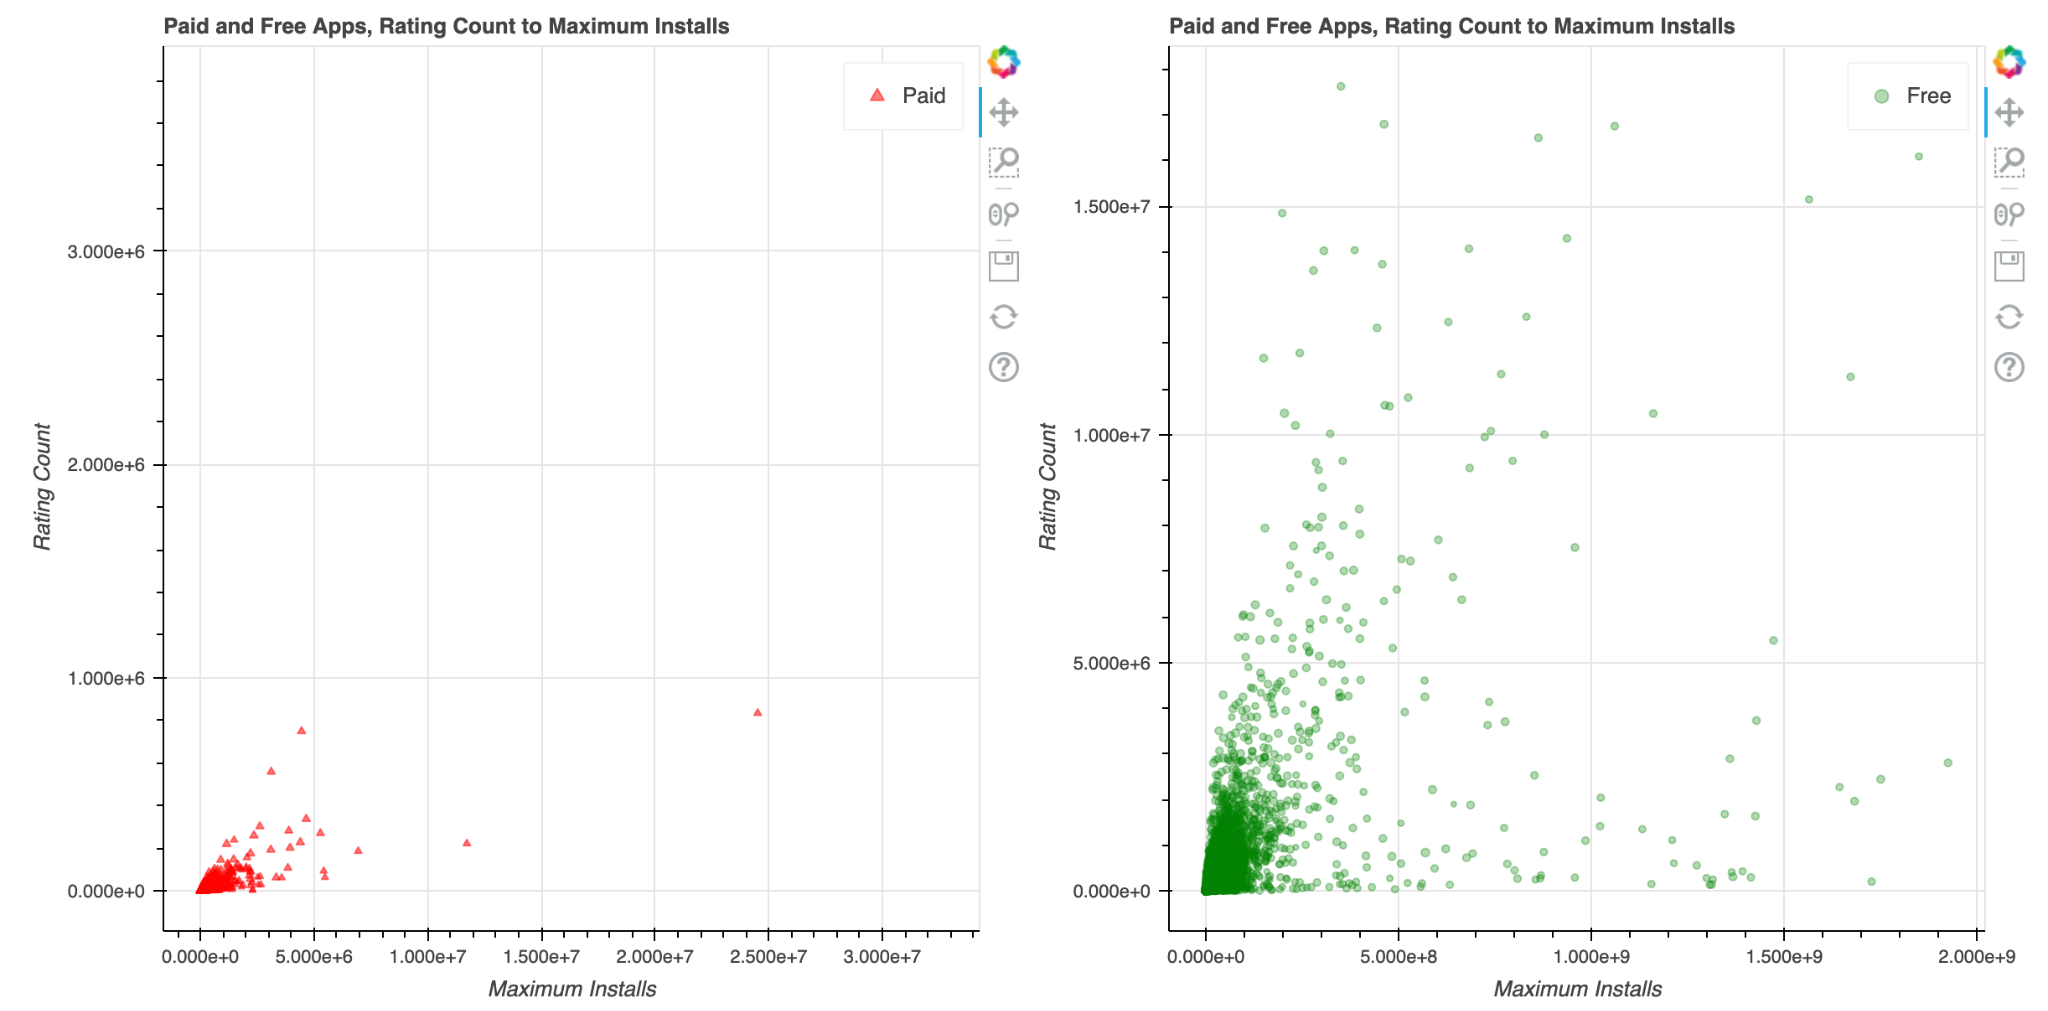 Paid and Free Apps, Rating Count to Maximum Installs
Paid
3.000e+6
2.000e+6
1.000e+6
0.000e+0
Rating Count
0.000e+0 5.000e+6 1.000e+7 1.500e+7 2.000e+7 2.500e+7 3.000e+7
Maximum Installs
Paid and Free Apps, Rating Count to Maximum Installs
Free
1.500e+7
1.000e+7
5.000e+6
0.000e+0
Rating Count
0.000e+0 5.000e+8 1.000e+9 1.500e+9 2.000e+9
Maximum Installs